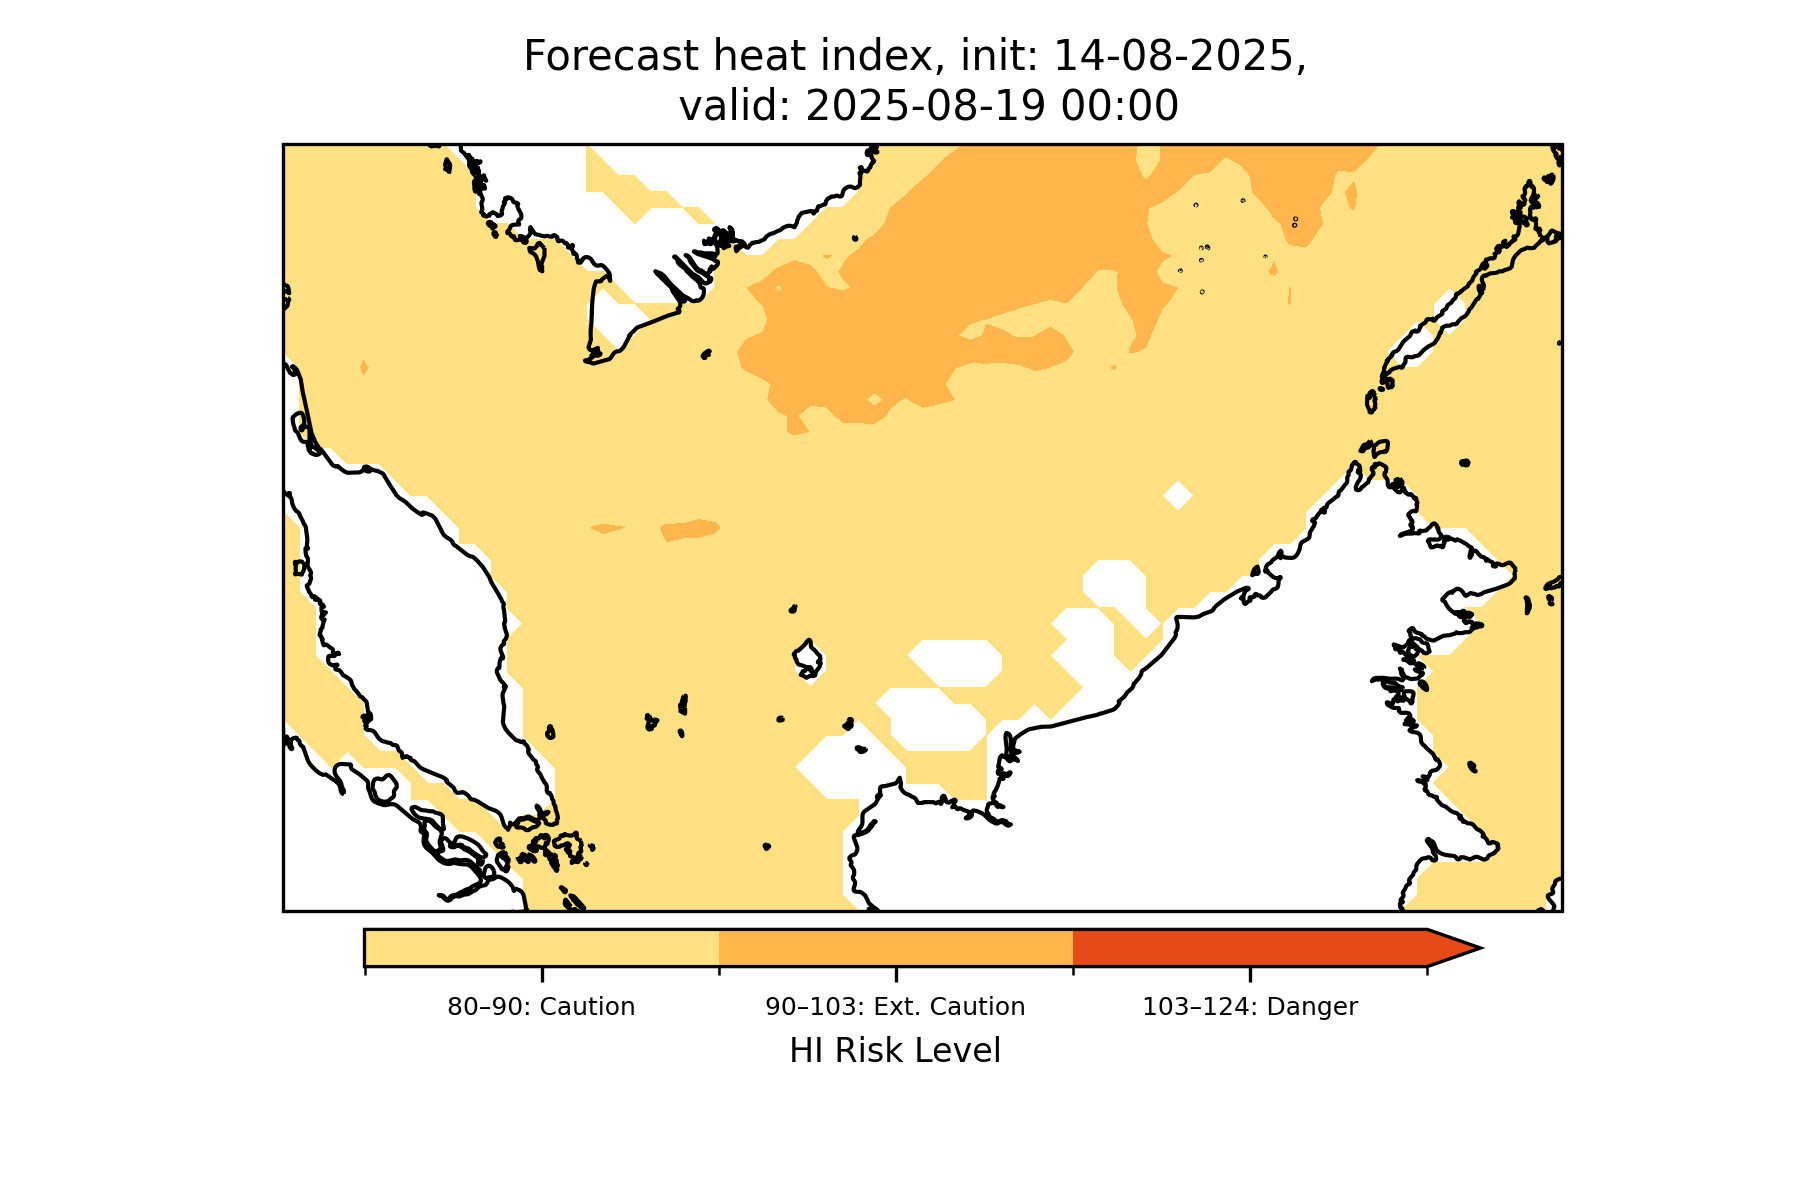 Forecast heat index, init: 14-08-2025,
valid: 2025-08-19 00:00
80–90: Caution
90–103: Ext. Caution
103–124: Danger
HI Risk Level